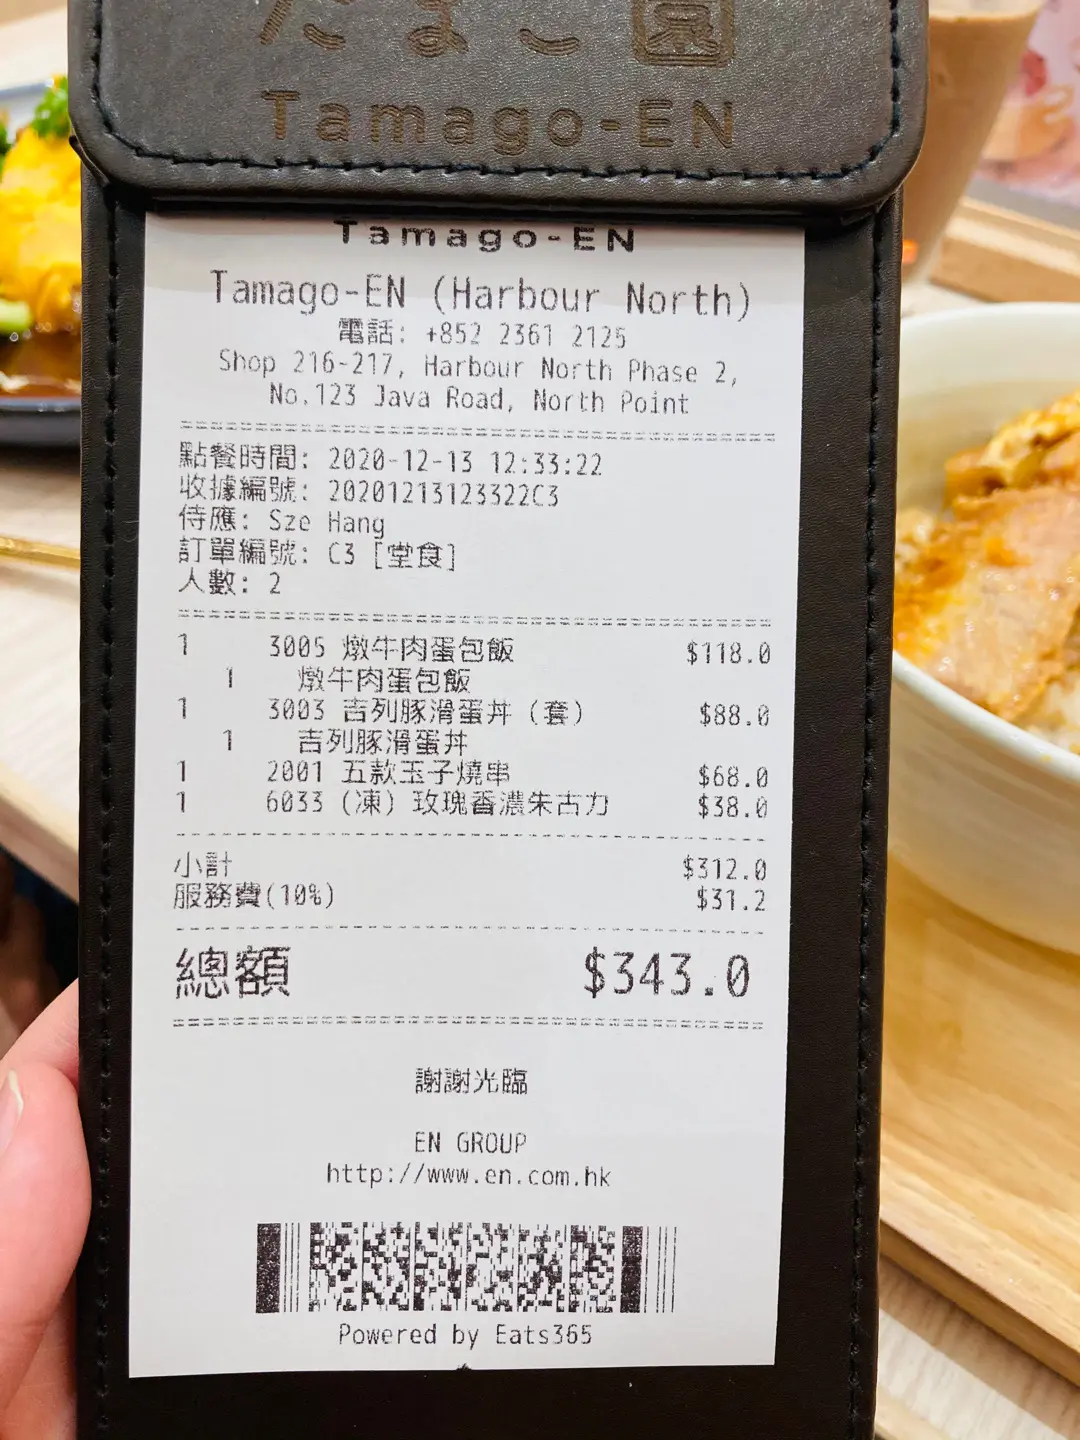 たまご園
Tamago-EN
Tamago-EN
Tamago-EN (Harbour North)
電話: +852 2361 2125
Shop 216-217, Harbour North Phase 2,
No.123 Java Road, North Point
點餐時間: 2020-12-13 12:33:22
收據編號: 20201213123322C3
侍應: Sze Hang
訂單編號: C3 [堂食]
人數: 2
1 3005 燉牛肉蛋包飯 $118.0
1 燉牛肉蛋包飯
1 3003 吉列豚滑蛋丼 (套) $88.0
1 吉列豚滑蛋丼
1 2001 五款玉子燒串 $68.0
1 6033 (凍) 玫瑰香濃朱古力 $38.0
小計 $312.0
服務費(10%) $31.2
總額 $343.0
謝謝光臨
EN GROUP
http://www.en.com.hk
Powered by Eats365